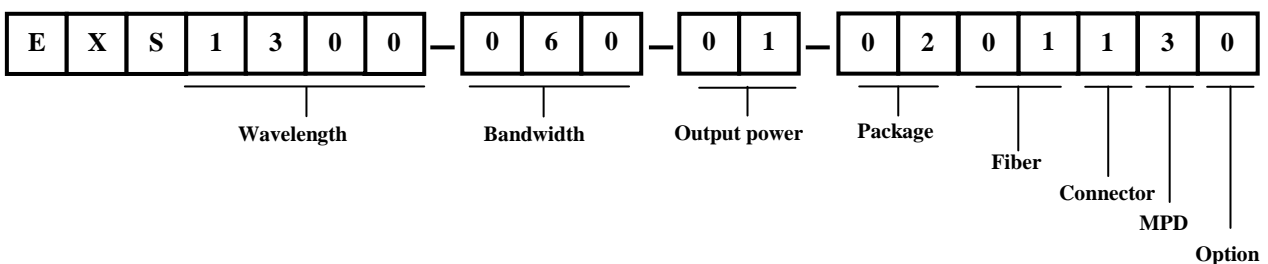 E X S 1 3 0 0 – 0 6 0 – 0 1 – 0 2 0 1 1 3 0
Wavelength Bandwidth Output power Package
Fiber
Connector
MPD
Option